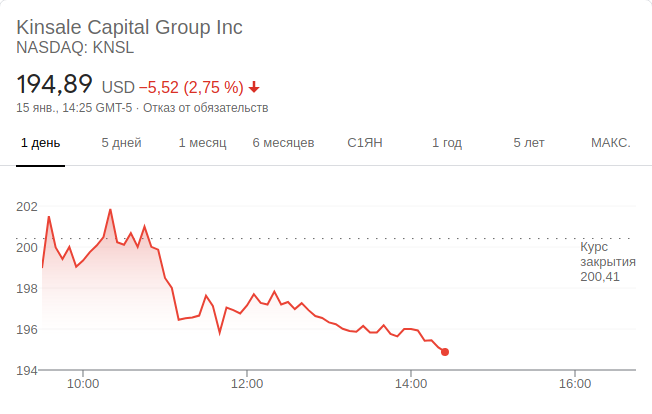 Kinsale Capital Group Inc
NASDAQ: KNSL
194,89 USD −5,52 (2,75 %)
15 янв., 14:25 GMT-5 · Отказ от обязательств
1 день 5 дней 1 месяц 6 месяцев С1ЯН 1 год 5 лет МАКС.
202
200
Курс
закрытия
200,41
198
196
194
10:00 12:00 14:00 16:00